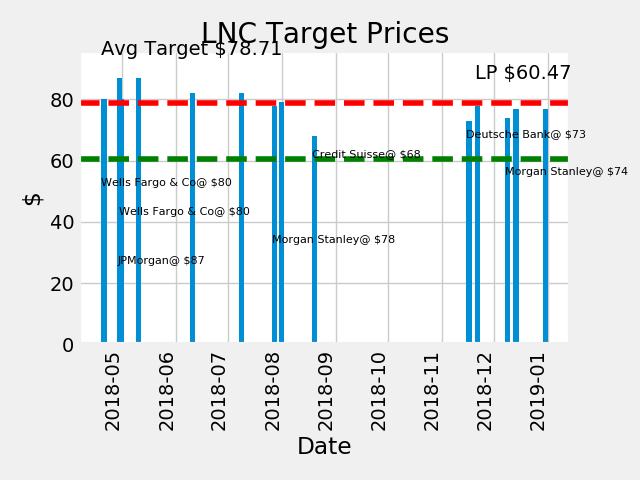 LNC Target Prices
Avg Target $78.71
LP $60.47
80
60
40
20
0
$
Deutsche Bank@ $73
Credit Suisse@ $68
Morgan Stanley@ $74
Wells Fargo & Co@ $80
Wells Fargo & Co@ $80
Morgan Stanley@ $78
JPMorgan@ $87
2018-05
2018-06
2018-07
2018-08
2018-09
2018-10
2018-11
2018-12
2019-01
Date